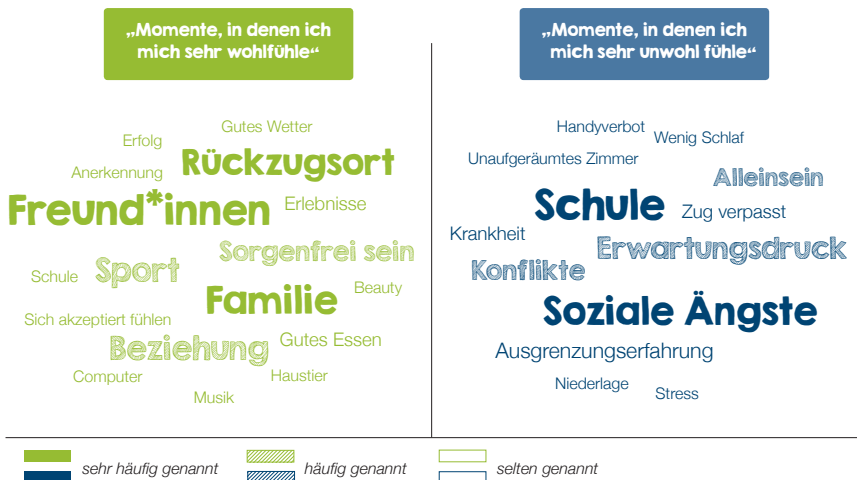 „Momente, in denen ich
mich sehr wohlfühle“
„Momente, in denen ich
mich sehr unwohl fühle“
Gutes Wetter
Erfolg
Rückzugsort
Anerkennung
Freund*innen
Erlebnisse
Sorgenfrei sein
Sport
Schule
Familie
Beauty
Sich akzeptiert fühlen
Beziehung
Gutes Essen
Computer
Haustier
Musik
Handyverbot
Wenig Schlaf
Unaufgeräumtes Zimmer
Alleinsein
Schule
Zug verpasst
Krankheit
Erwartungsdruck
Konflikte
Soziale Ängste
Ausgrenzungserfahrung
Niederlage
Stress
sehr häufig genannt
häufig genannt
selten genannt